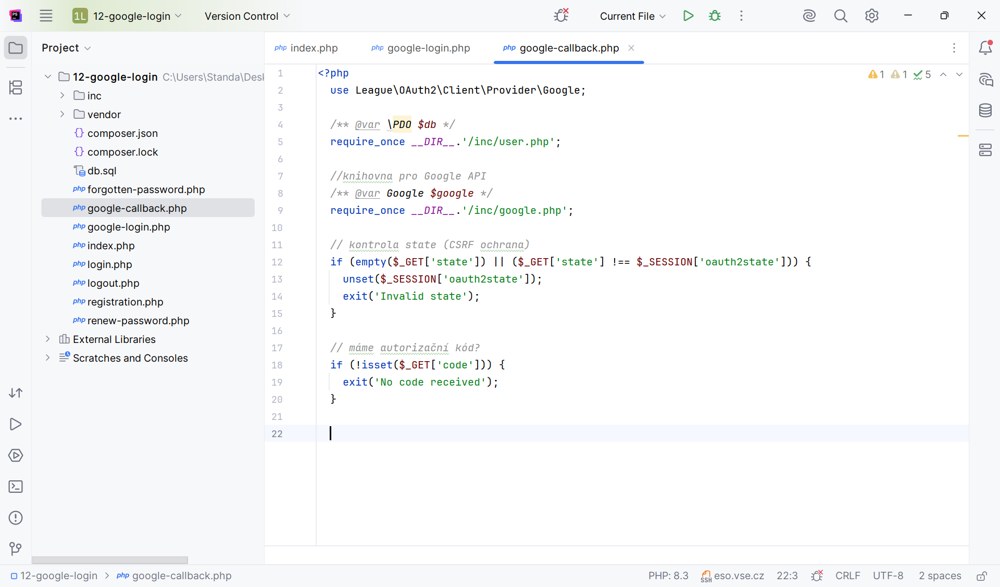 PS
1L 12-google-login Version Control Current File
Project
12-google-login C:\Users\Standa\Desk
inc
vendor
composer.json
composer.lock
db.sql
php forgotten-password.php
php google-callback.php
php google-login.php
php index.php
php login.php
php logout.php
php registration.php
php renew-password.php
External Libraries
Scratches and Consoles
php index.php php google-login.php php google-callback.php
1 1 5
1 <?php
2 use League\OAuth2\Client\Provider\Google;
3
4 /** @var \PDO $db */
5 require_once __DIR__.'/inc/user.php';
6
7 //knihovna pro Google API
8 /** @var Google $google */
9 require_once __DIR__.'/inc/google.php';
10
11 // kontrola state (CSRF ochrana)
12 if (empty($_GET['state']) || ($_GET['state'] !== $_SESSION['oauth2state'])) {
13 unset($_SESSION['oauth2state']);
14 exit('Invalid state');
15 }
16
17 // máme autorizační kód?
18 if (!isset($_GET['code'])) {
19 exit('No code received');
20 }
21
22
12-google-login > php google-callback.php PHP: 8.3 SSH eso.vse.cz 22:3 CRLF UTF-8 2 spaces